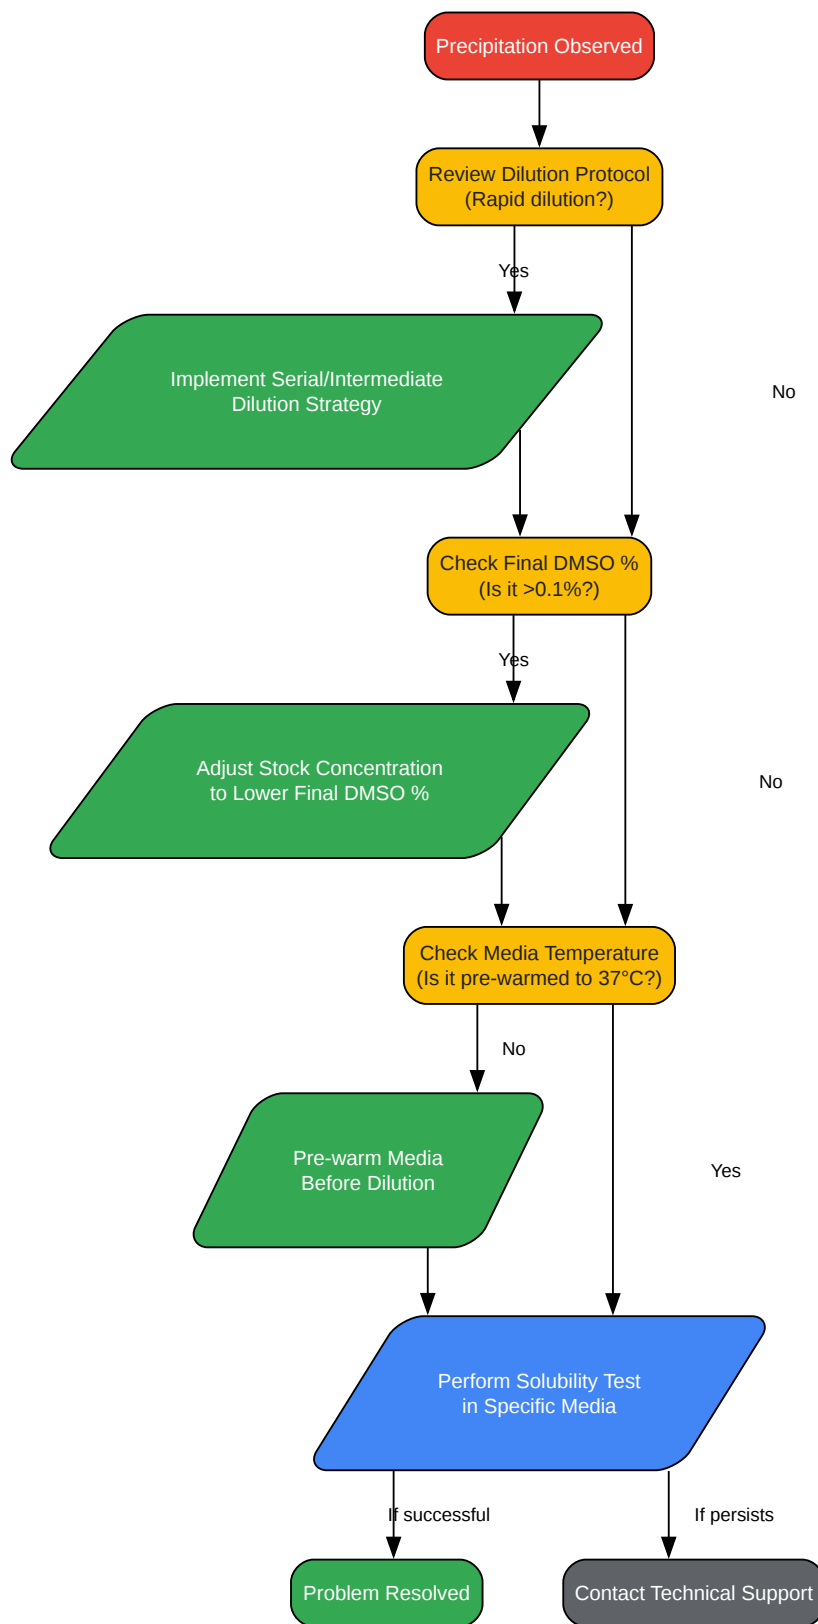 Precipitation Observed
Review Dilution Protocol
(Rapid dilution?)
Yes
Implement Serial/Intermediate
Dilution Strategy
No
Check Final DMSO %
(Is it >0.1%?)
Yes
Adjust Stock Concentration
to Lower Final DMSO %
No
Check Media Temperature
(Is it pre-warmed to 37°C?)
No
Pre-warm Media
Before Dilution
Yes
Perform Solubility Test
in Specific Media
If successful
If persists
Problem Resolved
Contact Technical Support